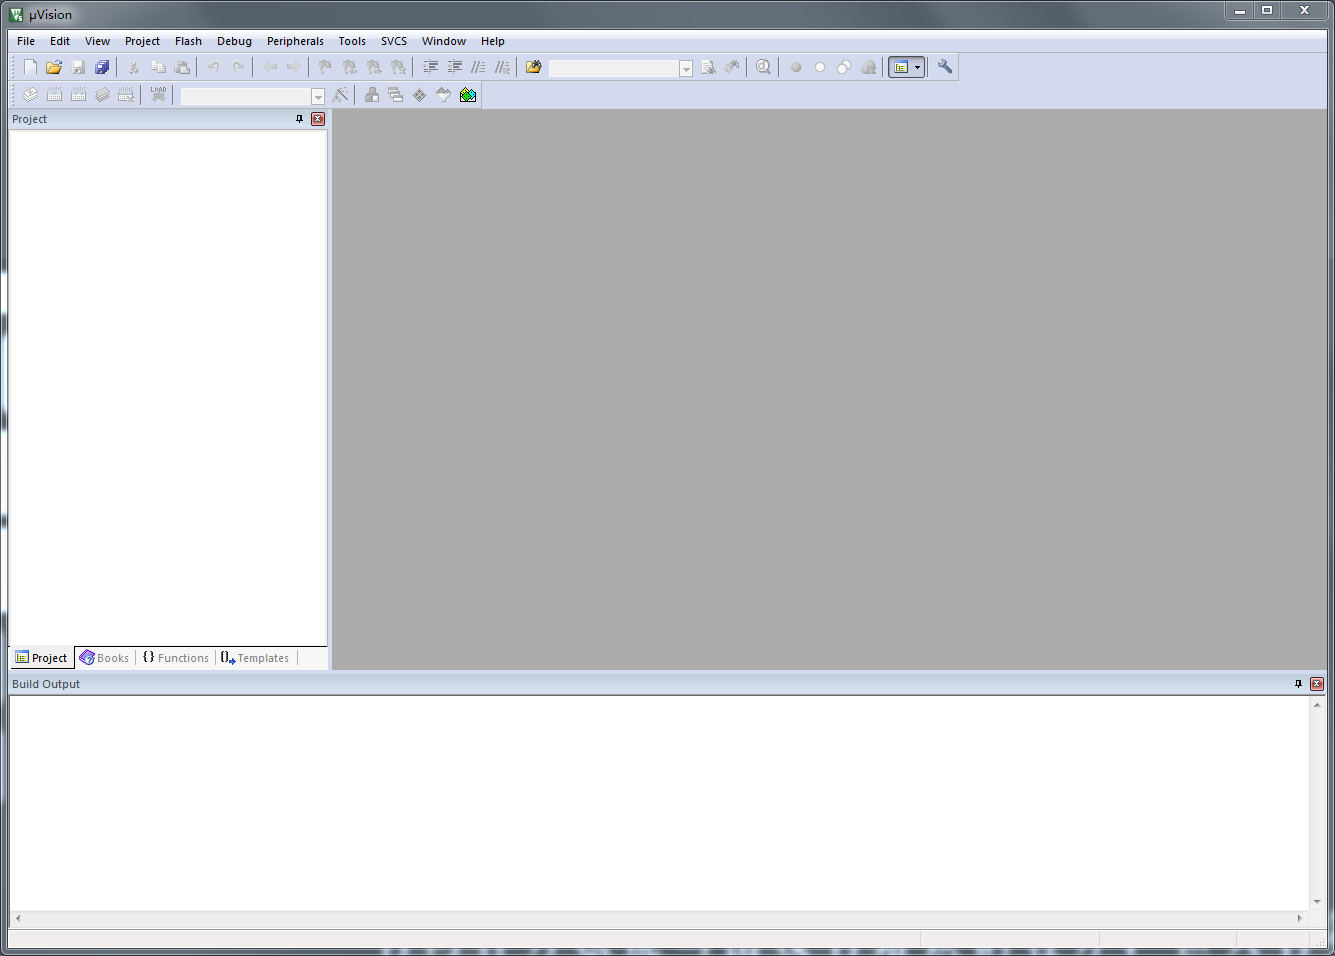 µVision
File Edit View Project Flash Debug Peripherals Tools SVCS Window Help
LOAD
Project
Project Books Functions Templates
Build Output